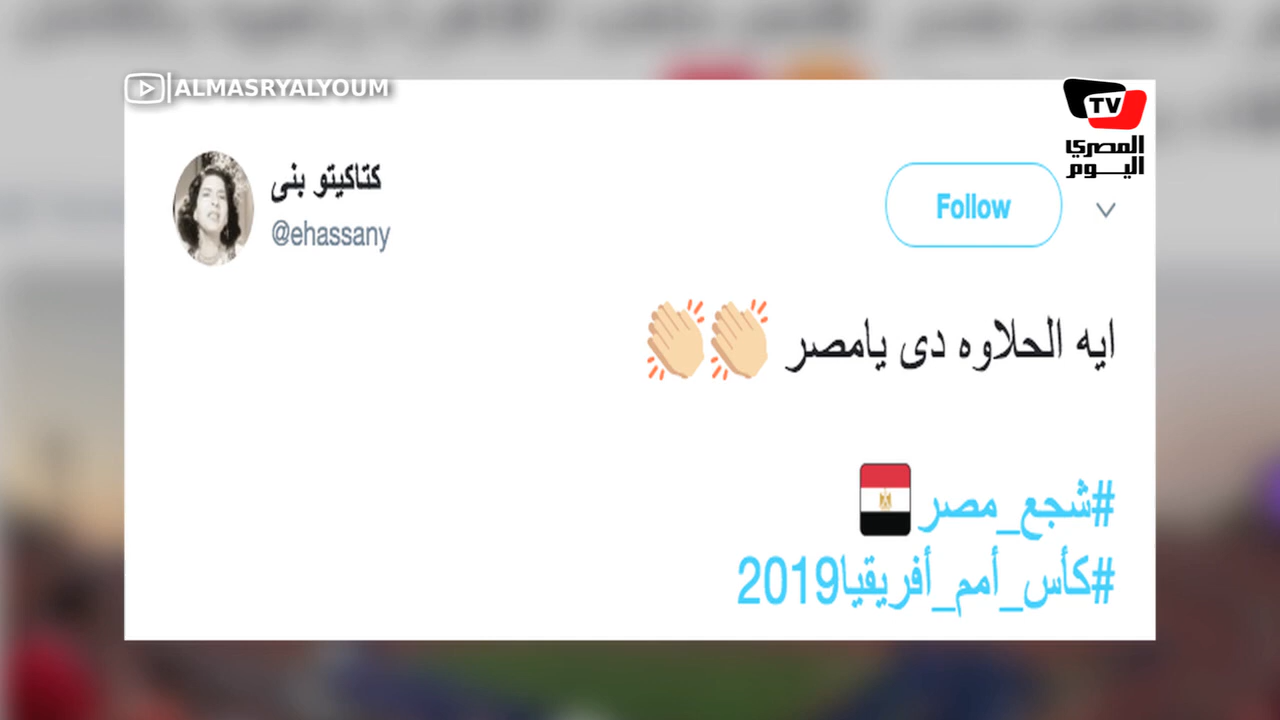 ALMASRYALYOUM
TV
المصري
اليوم
كتاكيتو بنى
@ehassany
Follow
ايه الحلاوه دى يامصر 👏🏼👏🏼
#شجع_مصر 🇪🇬
#كأس_أمم_أفريقيا2019